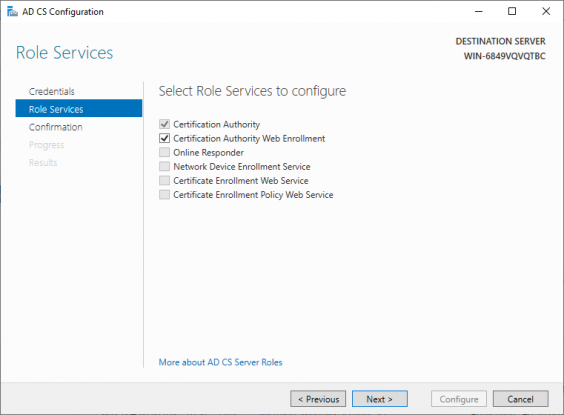 AD CS Configuration
Role Services
DESTINATION SERVER
WIN-6849VQVQTBC
Credentials
Role Services
Confirmation
Progress
Results
Select Role Services to configure
Certification Authority
Certification Authority Web Enrollment
Online Responder
Network Device Enrollment Service
Certificate Enrollment Web Service
Certificate Enrollment Policy Web Service
More about AD CS Server Roles
< Previous
Next >
Configure
Cancel